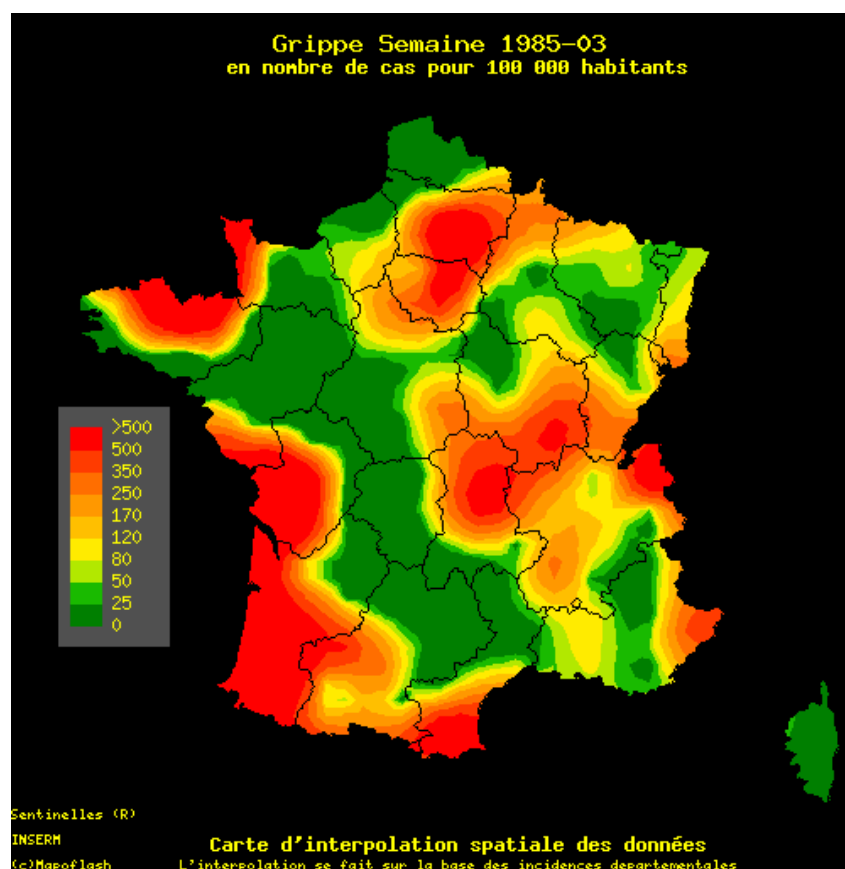 Grippe Semaine 1985-03
en nombre de cas pour 100 000 habitants
>500
500
350
250
170
120
80
50
25
0
Sentinelles (R)
INSERM
(c)Mapoflash
Carte d'interpolation spatiale des données
L'interpolation se fait sur la base des incidences departementales